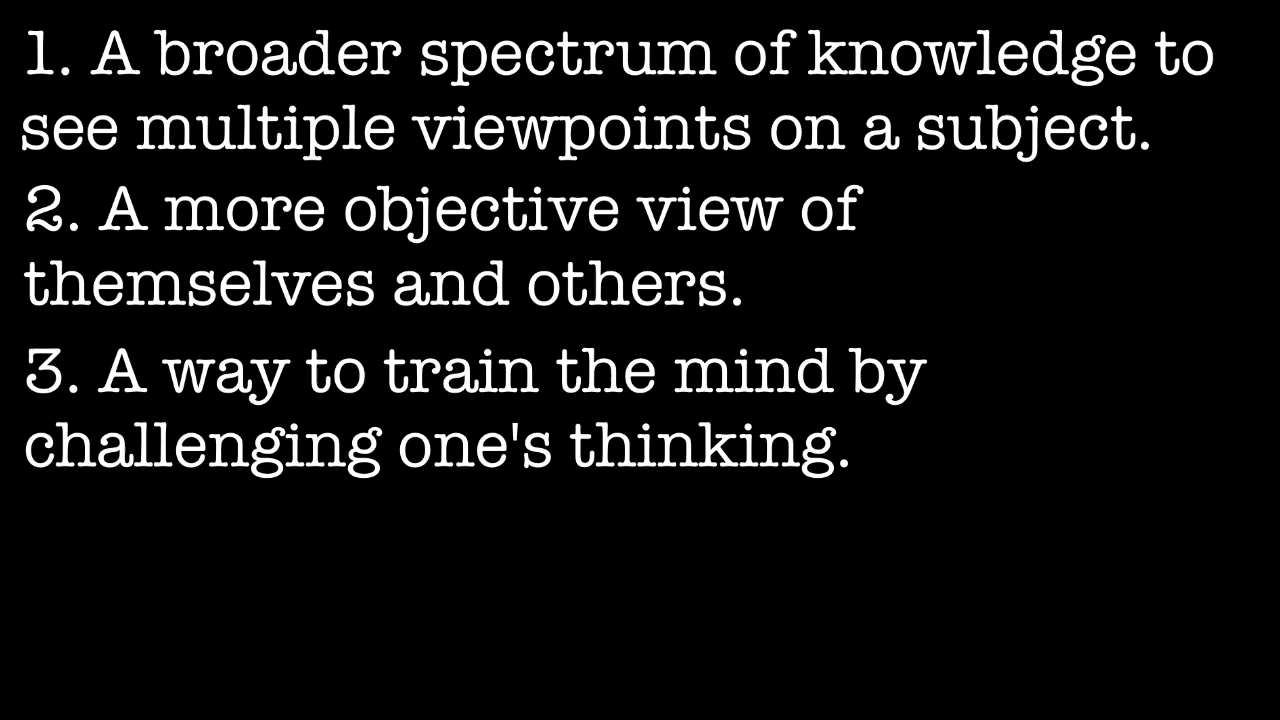 1. A broader spectrum of knowledge to
see multiple viewpoints on a subject.
2. A more objective view of
themselves and others.
3. A way to train the mind by
challenging one's thinking.